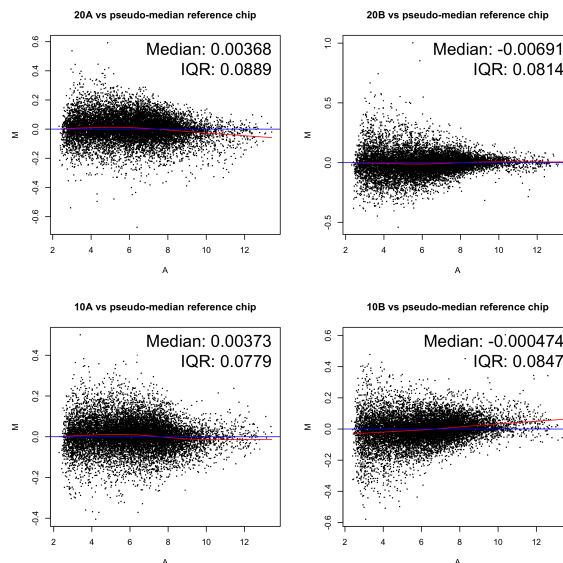 20A vs pseudo-median reference chip
Median: 0.00368
IQR: 0.0889
M
0.6
0.4
0.2
0.0
-0.2
-0.4
-0.6
2 4 6 8 10 12
A
20B vs pseudo-median reference chip
Median: -0.00691
IQR: 0.0814
M
1.0
0.5
0.0
-0.5
2 4 6 8 10 12
A
10A vs pseudo-median reference chip
Median: 0.00373
IQR: 0.0779
M
0.4
0.2
0.0
-0.2
-0.4
2 4 6 8 10 12
A
10B vs pseudo-median reference chip
Median: -0.000474
IQR: 0.0847
M
0.6
0.4
0.2
0.0
-0.2
-0.4
-0.6
2 4 6 8 10 12
A